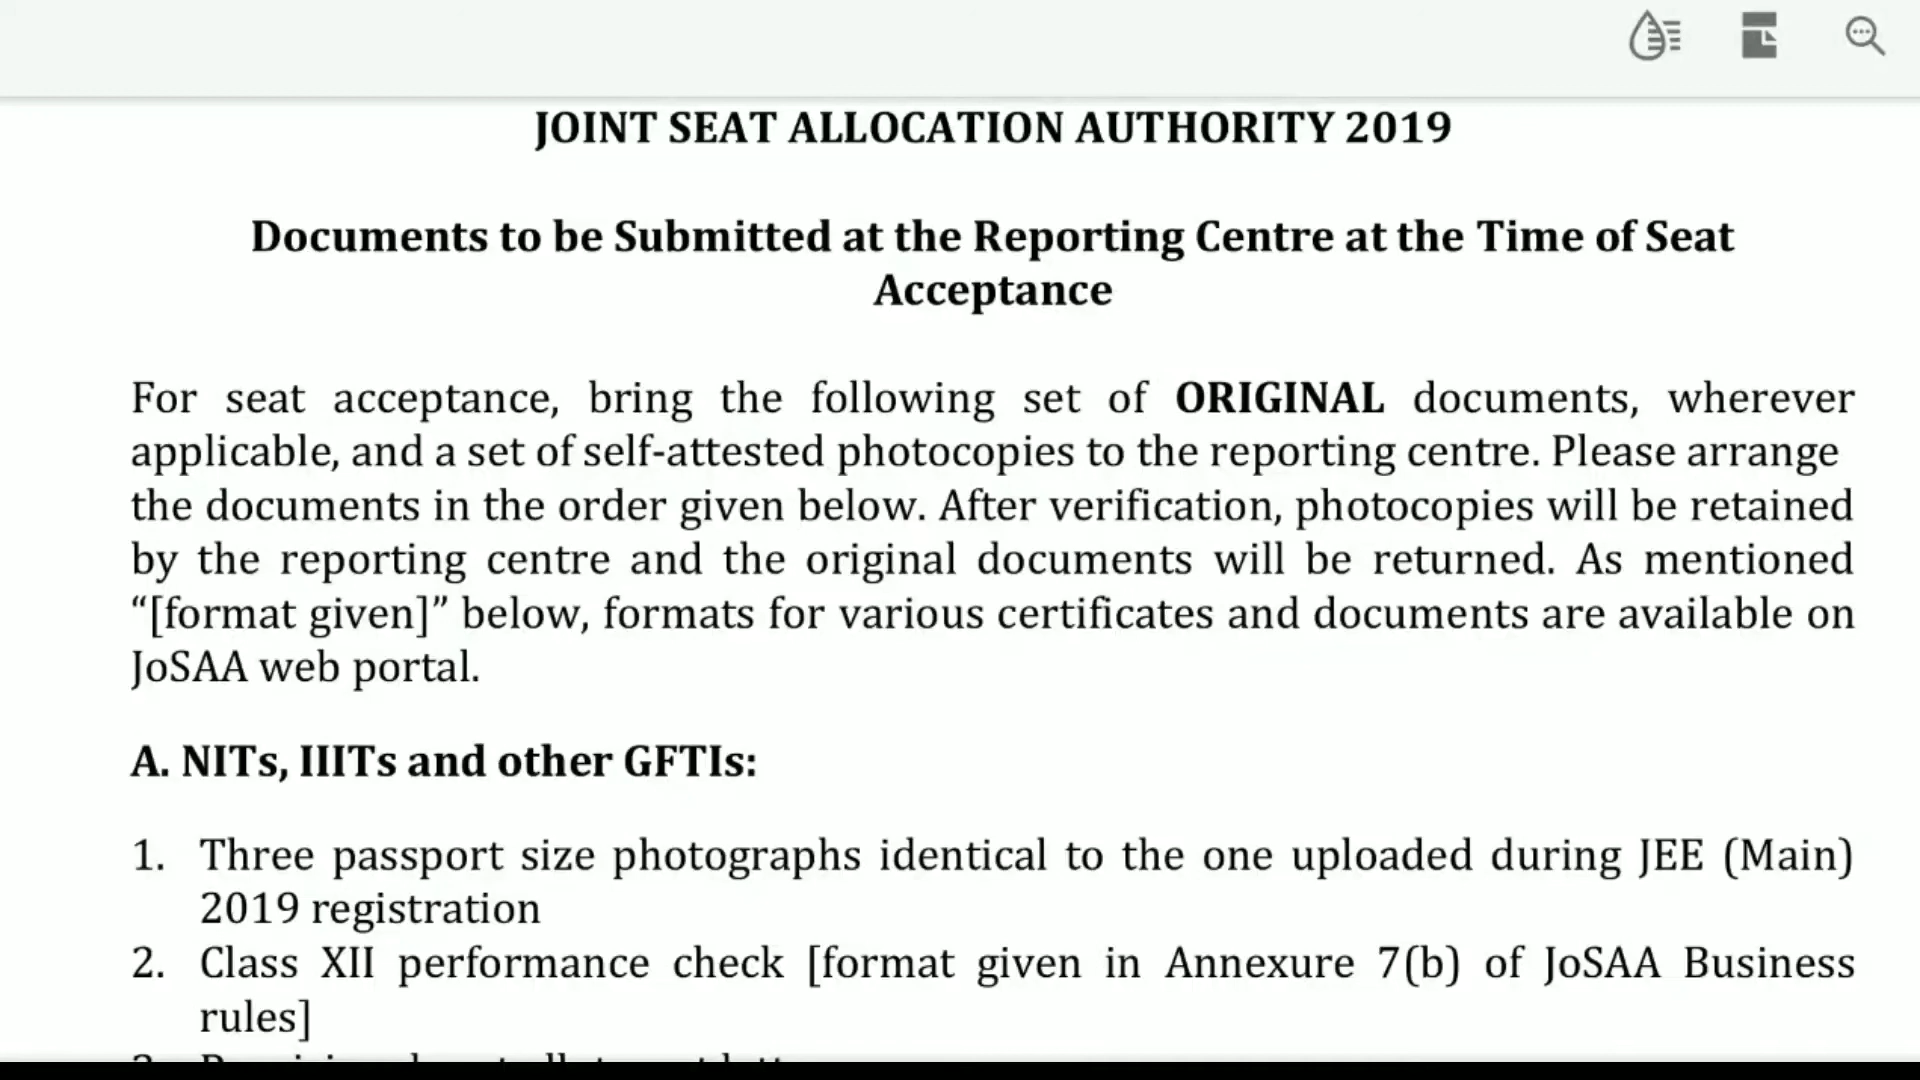 JOINT SEAT ALLOCATION AUTHORITY 2019
Documents to be Submitted at the Reporting Centre at the Time of Seat
Acceptance
For seat acceptance, bring the following set of ORIGINAL documents, wherever
applicable, and a set of self-attested photocopies to the reporting centre. Please arrange
the documents in the order given below. After verification, photocopies will be retained
by the reporting centre and the original documents will be returned. As mentioned
“[format given]” below, formats for various certificates and documents are available on
JoSAA web portal.
A. NITs, IIITs and other GFTIs:
1. Three passport size photographs identical to the one uploaded during JEE (Main)
2019 registration
2. Class XII performance check [format given in Annexure 7(b) of JoSAA Business
rules]